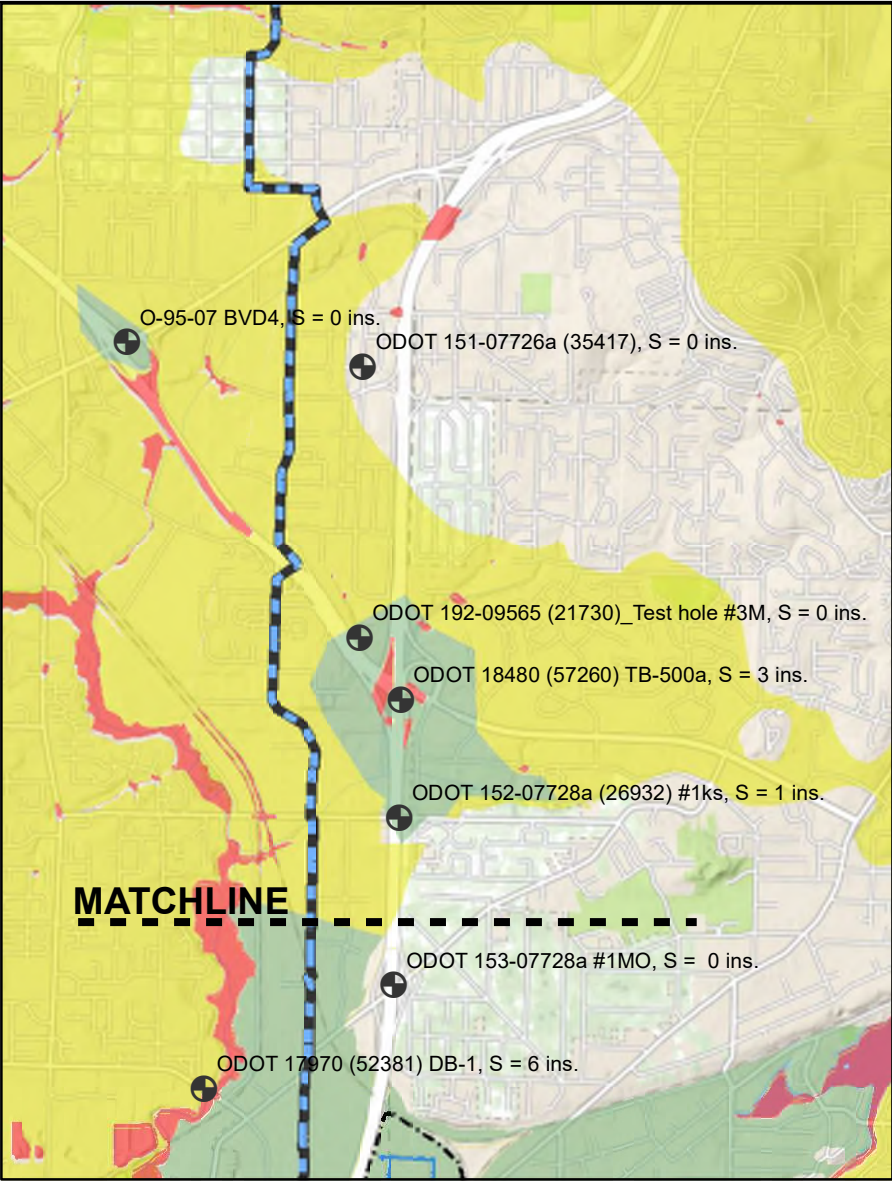 O-95-07 BVD4, S = 0 ins.
ODOT 151-07726a (35417), S = 0 ins.
ODOT 192-09565 (21730)_Test hole #3M, S = 0 ins.
ODOT 18480 (57260) TB-500a, S = 3 ins.
ODOT 152-07728a (26932) #1ks, S = 1 ins.
MATCHLINE
ODOT 153-07728a #1MO, S =  0 ins.
ODOT 17970 (52381) DB-1, S = 6 ins.